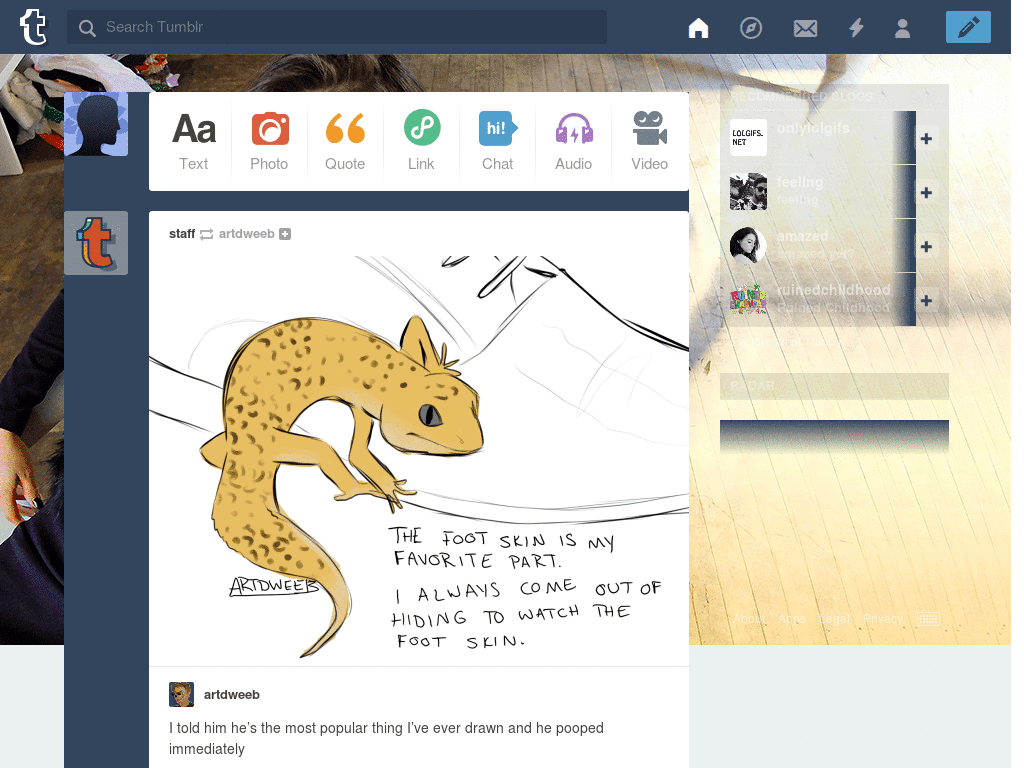 Search Tumblr
Aa
hi!
Text Photo Quote Link Chat Audio Video
staff artdweeb
THE FOOT SKIN IS MY
FAVORITE PART.
I ALWAYS COME OUT OF
HIDING TO WATCH THE
FOOT SKIN.
ARTDWEEB
artdweeb
I told him he's the most popular thing I've ever drawn and he pooped
immediately
RECOMMENDED BLOGS
LOLGIFS.
NET
onlylolgifs
feeling
feeling
amazed
ruinedchildhood
Ruined Childhood
RADAR
About Apps Legal Privacy